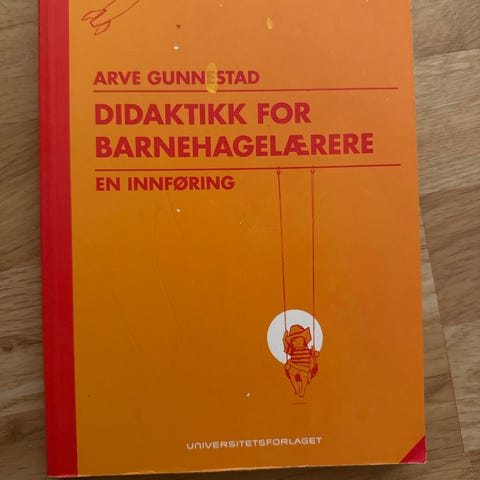 ARVE GUNNESTAD
DIDAKTIKK FOR
BARNEHAGELÆRERE
EN INNFØRING
UNIVERSITETSFORLAGET